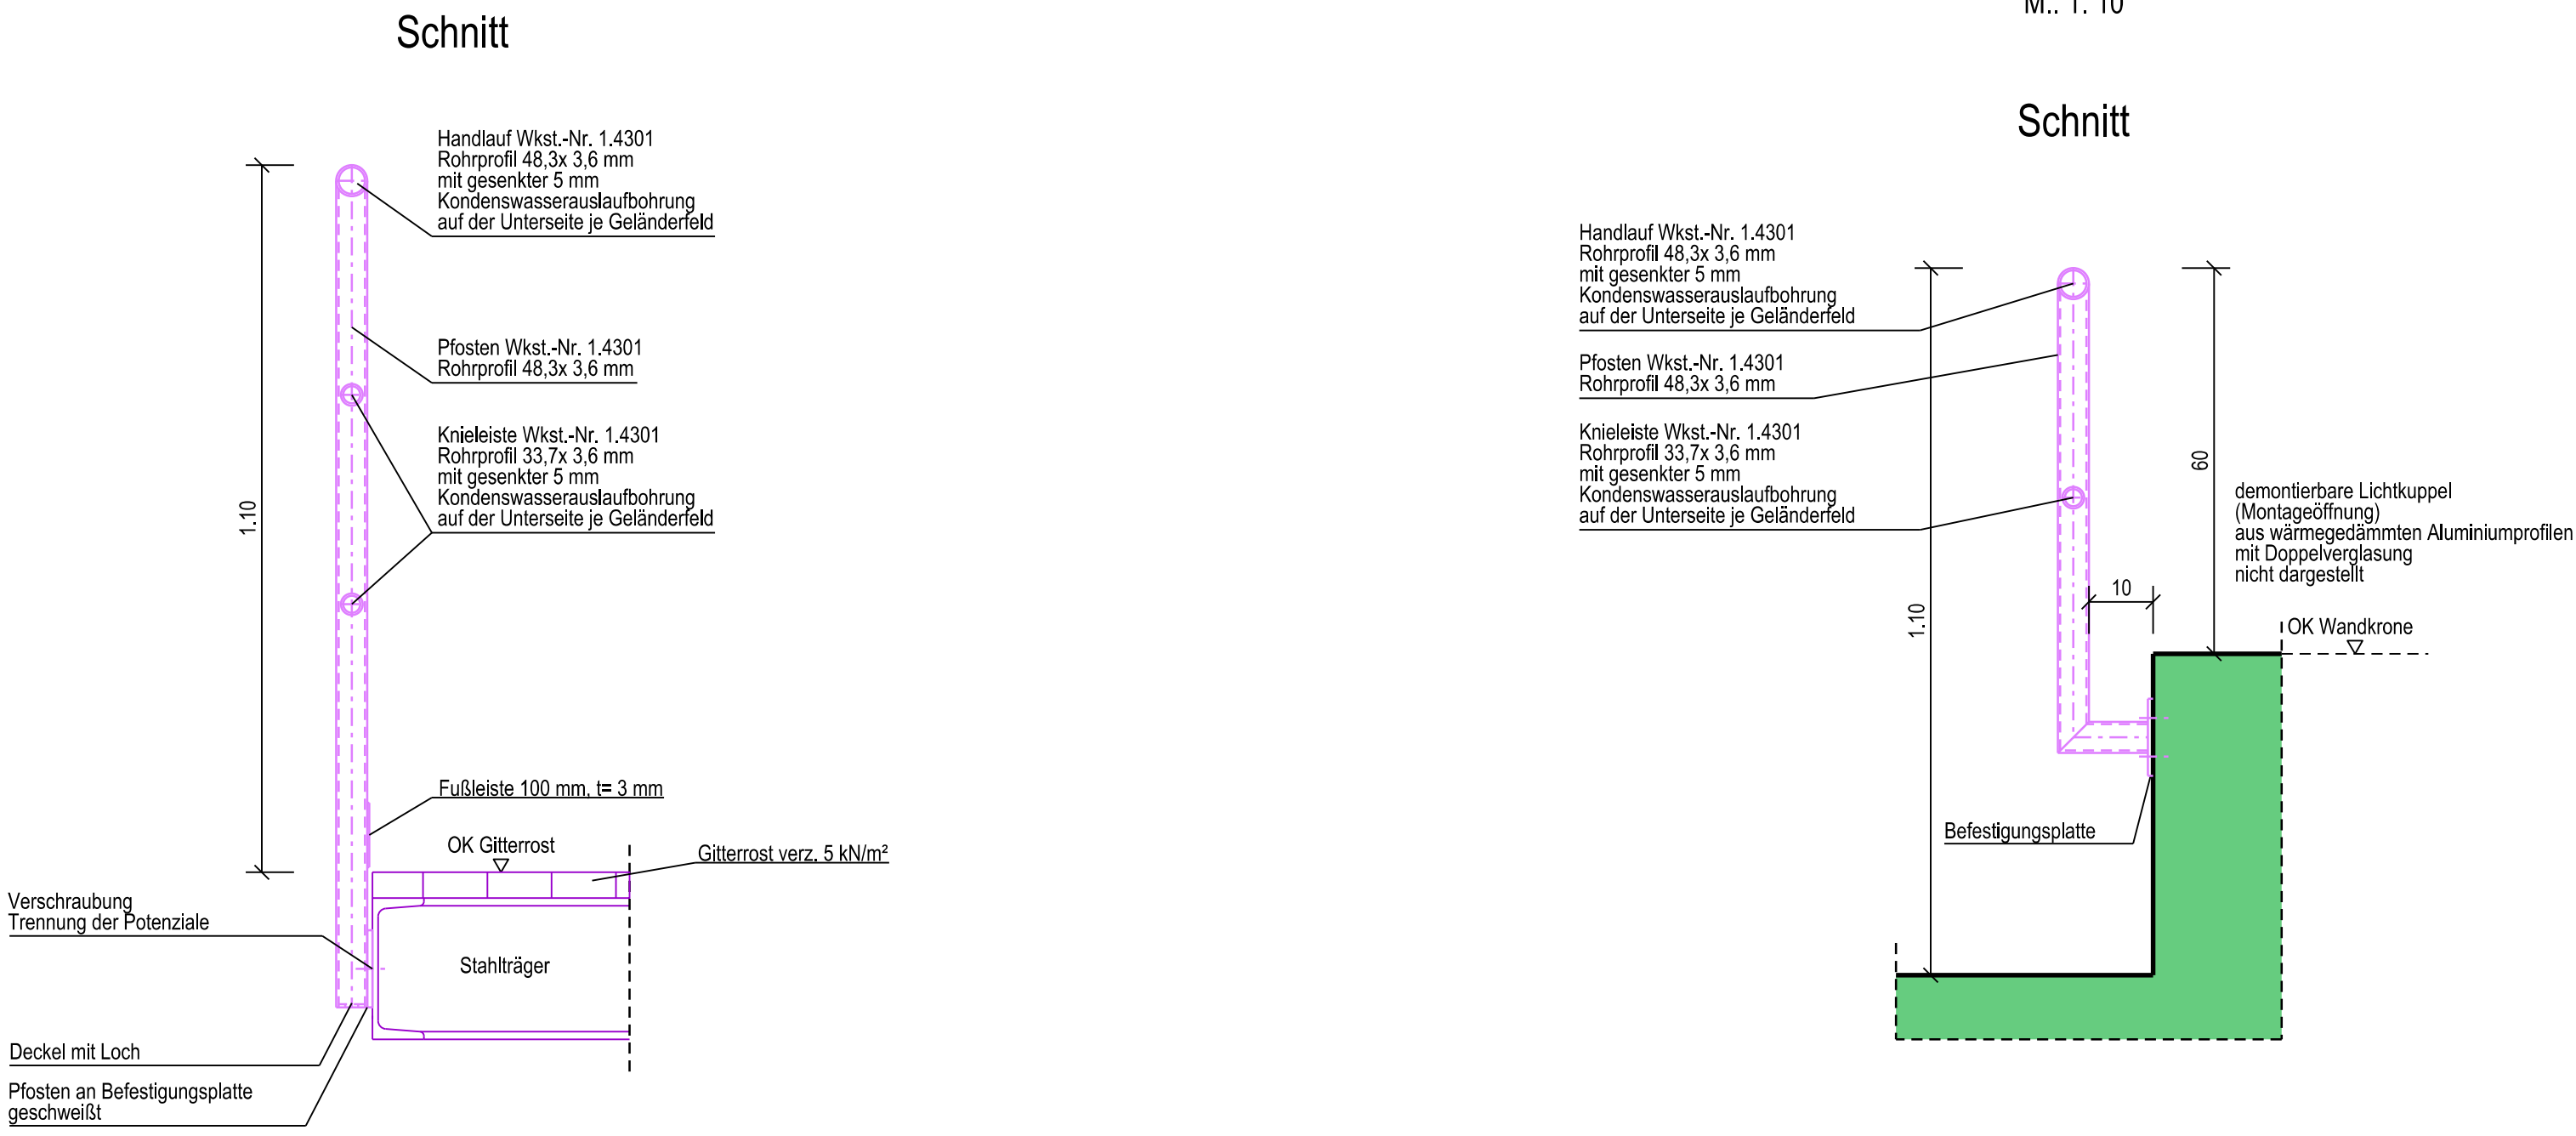 Schnitt
Handlauf Wkst.-Nr. 1.4301
Rohrprofil 48,3x 3,6 mm
mit gesenkter 5 mm
Kondenswasserauslaufbohrung
auf der Unterseite je Geländerfeld
Pfosten Wkst.-Nr. 1.4301
Rohrprofil 48,3x 3,6 mm
Knieleiste Wkst.-Nr. 1.4301
Rohrprofil 33,7x 3,6 mm
mit gesenkter 5 mm
Kondenswasserauslaufbohrung
auf der Unterseite je Geländerfeld
1.10
Fußleiste 100 mm, t= 3 mm
OK Gitterrost
Gitterrost verz. 5 kN/m²
Verschraubung
Trennung der Potenziale
Stahlträger
Deckel mit Loch
Pfosten an Befestigungsplatte
geschweißt
M.: 1: 10
Schnitt
Handlauf Wkst.-Nr. 1.4301
Rohrprofil 48,3x 3,6 mm
mit gesenkter 5 mm
Kondenswasserauslaufbohrung
auf der Unterseite je Geländerfeld
Pfosten Wkst.-Nr. 1.4301
Rohrprofil 48,3x 3,6 mm
Knieleiste Wkst.-Nr. 1.4301
Rohrprofil 33,7x 3,6 mm
mit gesenkter 5 mm
Kondenswasserauslaufbohrung
auf der Unterseite je Geländerfeld
60
demontierbare Lichtkuppel
(Montageöffnung)
aus wärmegedämmten Aluminiumprofilen
mit Doppelverglasung
nicht dargestellt
10
1.10
OK Wandkrone
Befestigungsplatte